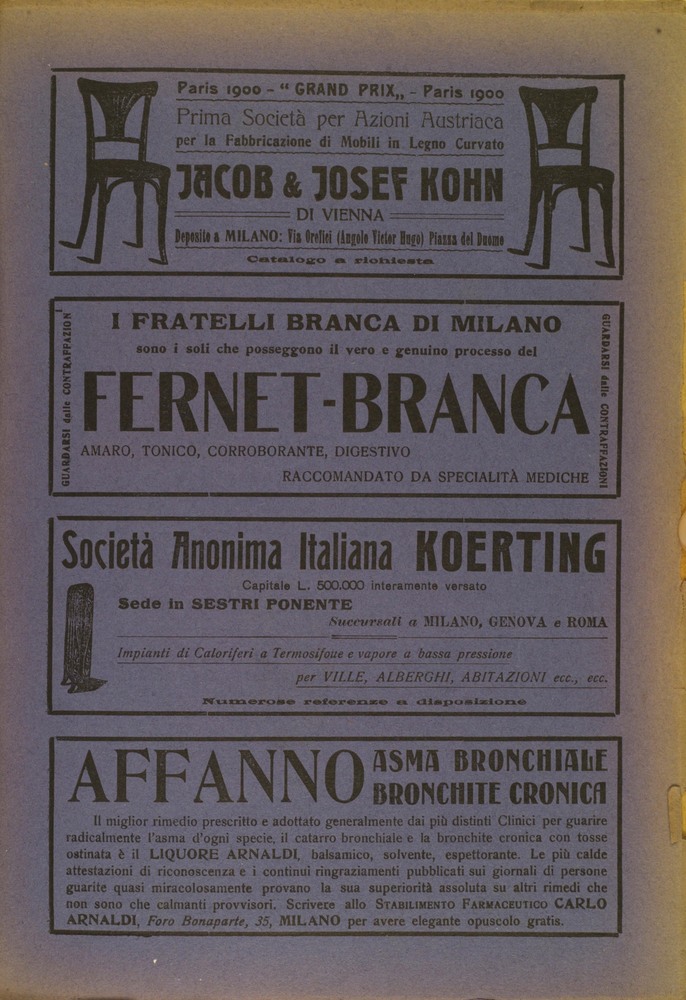 Paris 1900 - “ GRAND PRIX„ - Paris 1900
Prima Società per Azioni Austriaca
per la Fabbricazione di Mobili in Legno Curvato
JACOB & JOSEF KOHN
DI VIENNA
Deposito a MILANO: Via Orefici (Angolo Victor Hugo) Piazza del Duomo
Catalogo a richiesta
GUARDARSI dalle CONTRAFFAZIONI
I FRATELLI BRANCA DI MILANO
sono i soli che posseggono il vero e genuino processo del
FERNET-BRANCA
AMARO, TONICO, CORROBORANTE, DIGESTIVO
RACCOMANDATO DA SPECIALITÀ MEDICHE
GUARDARSI dalle CONTRAFFAZIONI
Società Anonima Italiana KOERTING
Capitale L. 500.000 interamente versato
Sede in SESTRI PONENTE
Succursali a MILANO, GENOVA e ROMA
Impianti di Caloriferi a Termosifone e vapore a bassa pressione
per VILLE, ALBERGHI, ABITAZIONI ecc., ecc.
Numerose referenze a disposizione
AFFANNO ASMA BRONCHIALE
BRONCHITE CRONICA
Il miglior rimedio prescritto e adottato generalmente dai più distinti Clinici per guarire
radicalmente l'asma d'ogni specie, il catarro bronchiale e la bronchite cronica con tosse
ostinata è il LIQUORE ARNALDI, balsamico, solvente, espettorante. Le più calde
attestazioni di riconoscenza e i continui ringraziamenti pubblicati sui giornali di persone
guarite quasi miracolosamente provano la sua superiorità assoluta su altri rimedi che
non sono che calmanti provvisori. Scrivere allo STABILIMENTO FARMACEUTICO CARLO
ARNALDI, Foro Bonaparte, 35, MILANO per avere elegante opuscolo gratis.